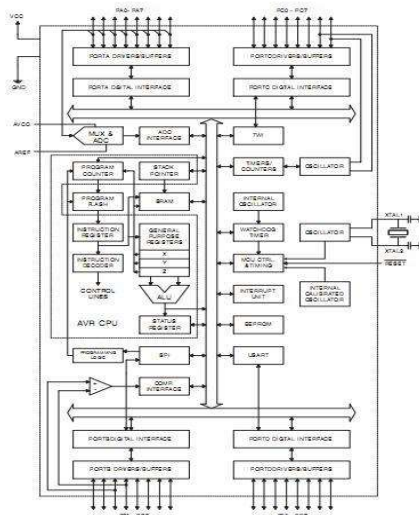 PA0 - PA7
PC0 - PC7
VCC
PORTA DRIVERS/BUFFERS
PORTC DRIVERS/BUFFERS
GND
PORTA DIGITAL INTERFACE
PORTC DIGITAL INTERFACE
AVCC
MUX & ADC
ADC INTERFACE
TWI
AREF
PROGRAM COUNTER
STACK POINTER
TIMERS/ COUNTERS
OSCILLATOR
PROGRAM FLASH
SRAM
INTERNAL OSCILLATOR
INSTRUCTION REGISTER
GENERAL PURPOSE REGISTERS
WATCHDOG TIMER
OSCILLATOR
XTAL1
X
Y
Z
XTAL2
INSTRUCTION DECODER
MCU CTRL. & TIMING
RESET
CONTROL LINES
ALU
INTERRUPT UNIT
INTERNAL CALIBRATED OSCILLATOR
AVR CPU
STATUS REGISTER
EEPROM
PROGRAMMING LOGIC
SPI
USART
+
-
COMP. INTERFACE
PORTB DIGITAL INTERFACE
PORTD DIGITAL INTERFACE
PORTB DRIVERS/BUFFERS
PORTD DRIVERS/BUFFERS